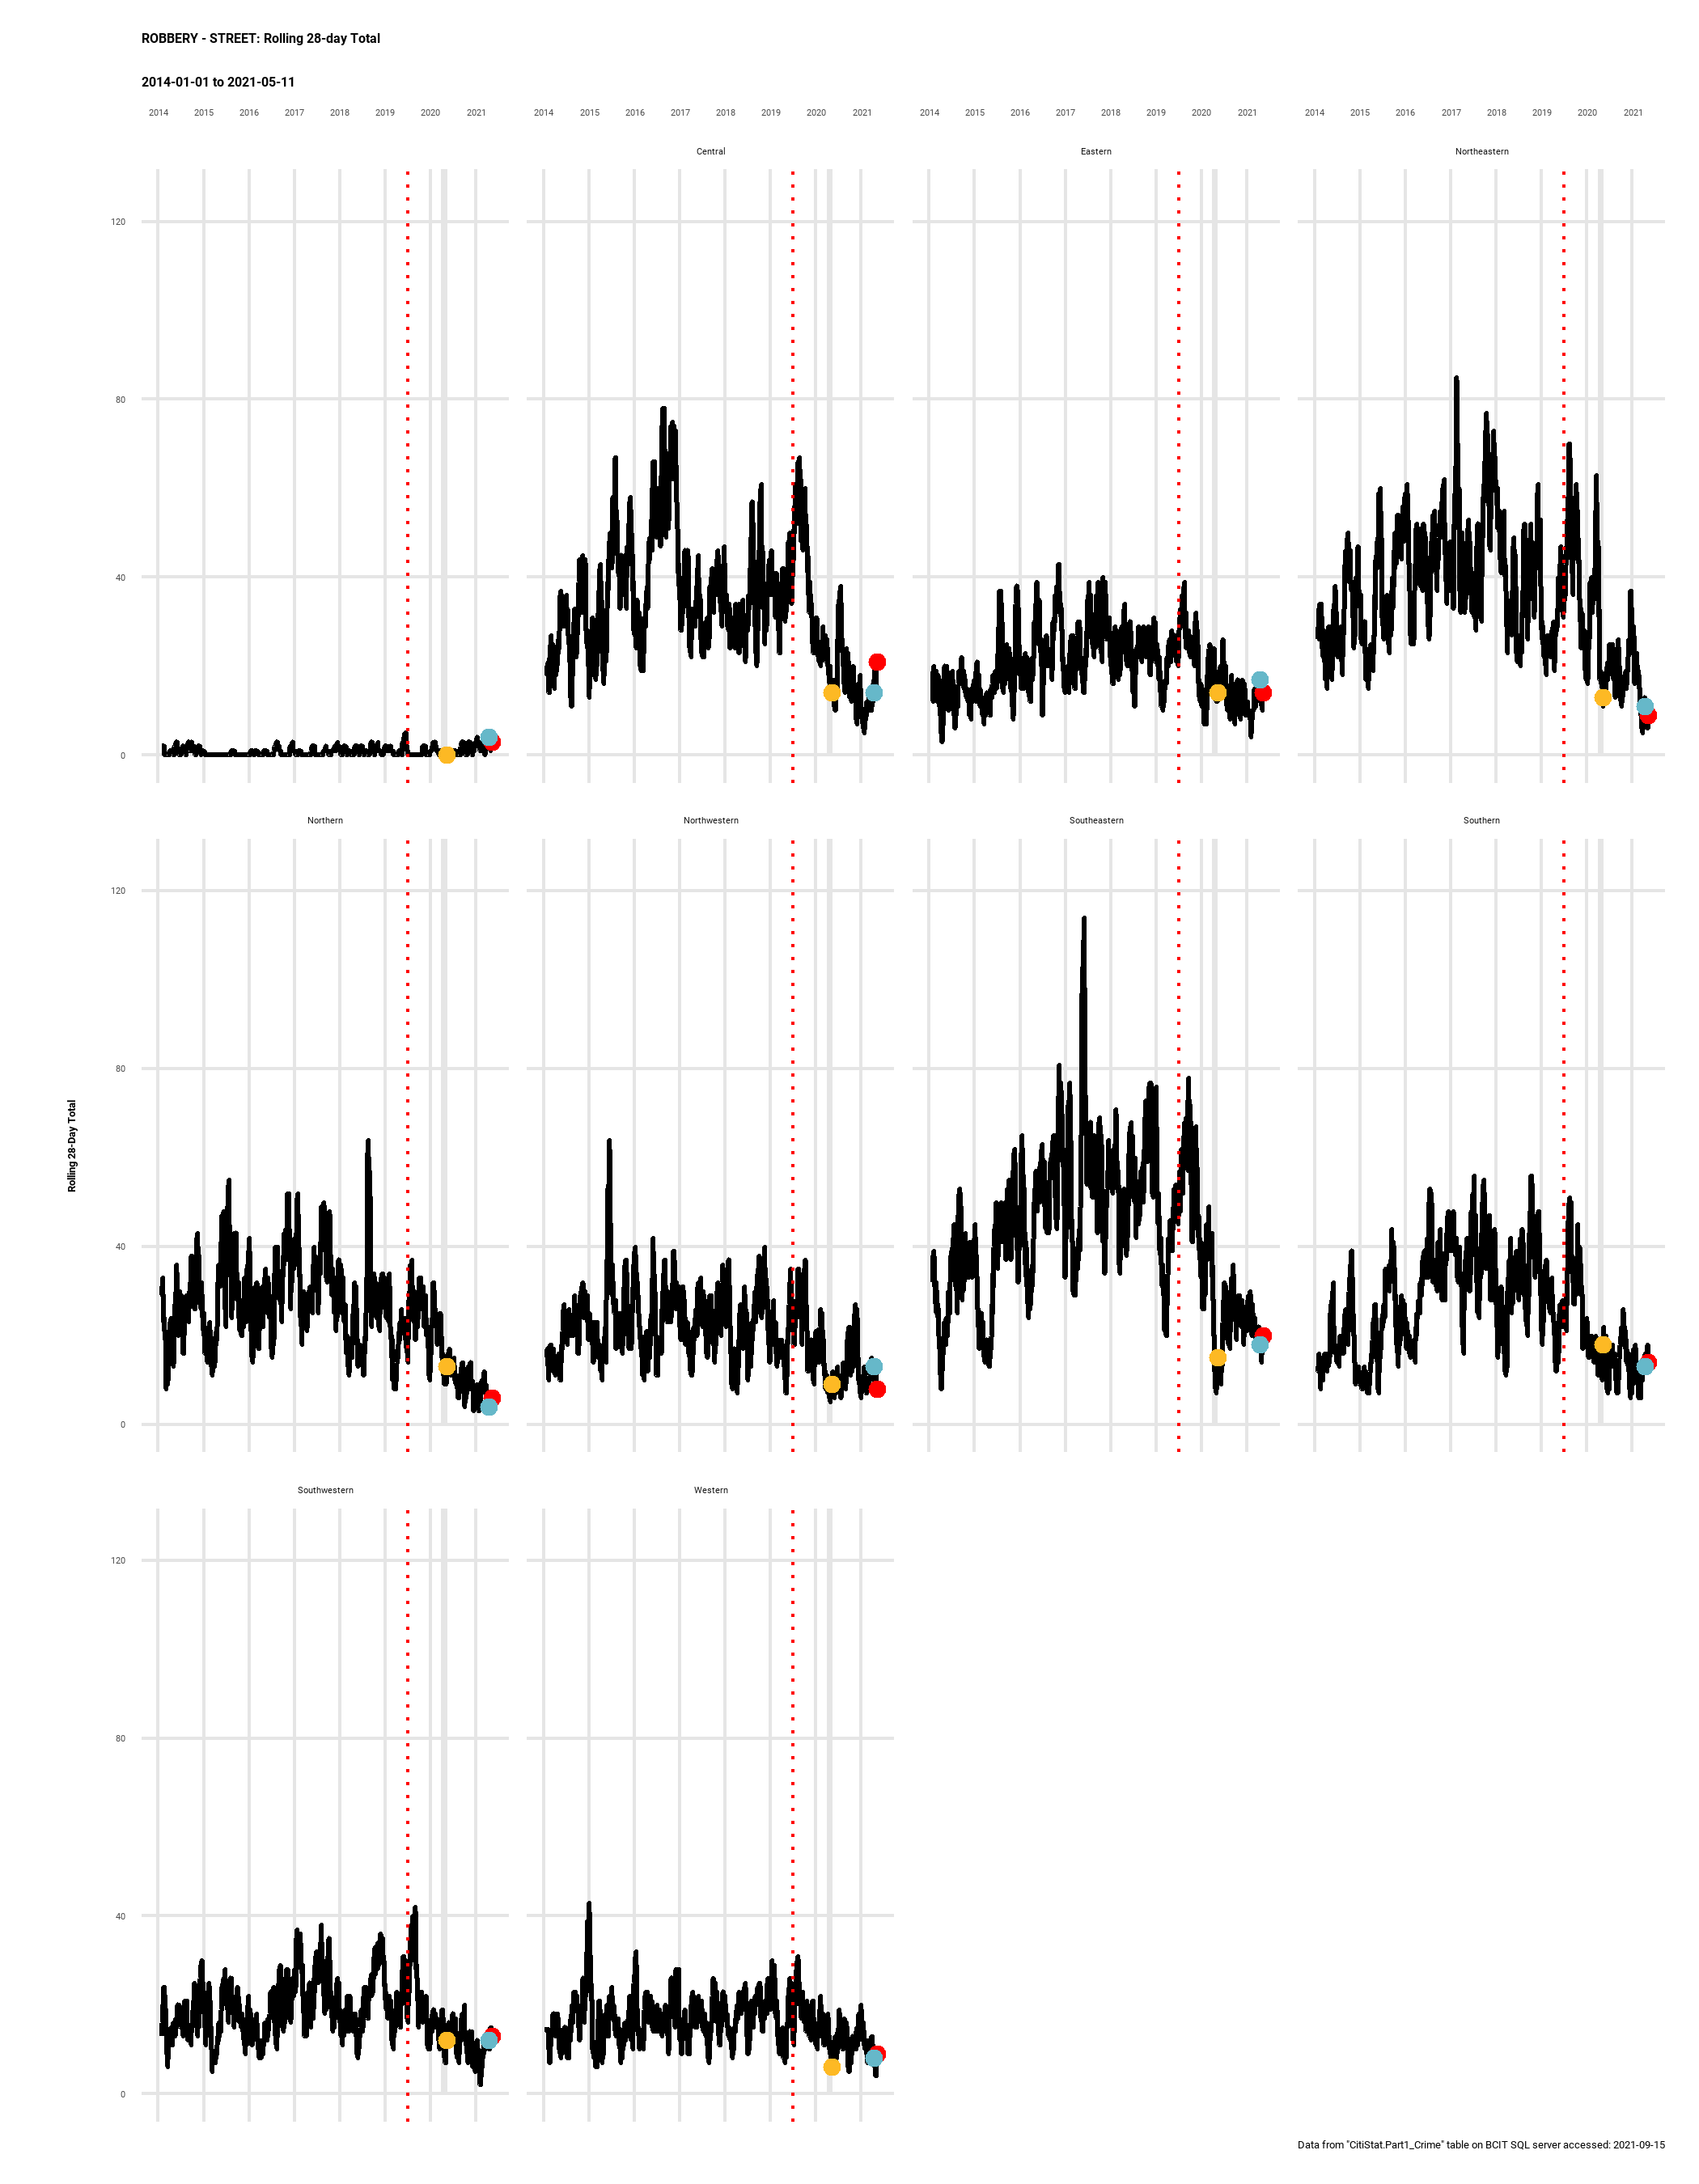 ROBBERY - STREET: Rolling 28-day Total
2014-01-01 to 2021-05-11
2014 2015 2016 2017 2018 2019 2020 2021 2014 2015 2016 2017 2018 2019 2020 2021 2014 2015 2016 2017 2018 2019 2020 2021 2014 2015 2016 2017 2018 2019 2020 2021
Central Eastern Northeastern
120
80
40
0
Northern Northwestern Southeastern Southern
120
80
Rolling 28-Day Total
40
0
Southwestern Western
120
80
40
0
Data from "CitiStat.Part1_Crime" table on BCIT SQL server accessed: 2021-09-15